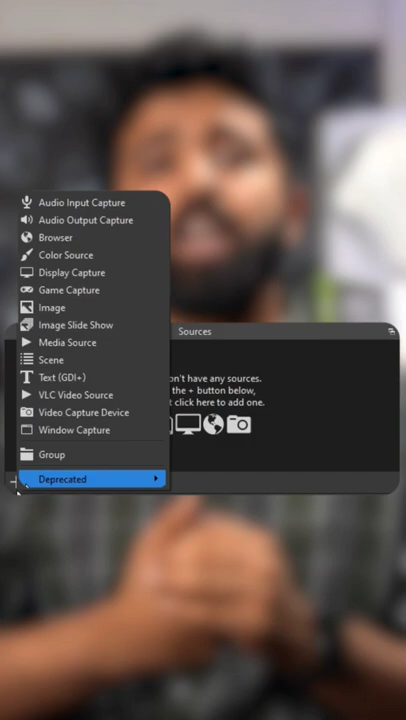 Audio Input Capture
Audio Output Capture
Browser
Color Source
Display Capture
Game Capture
Image
Image Slide Show
Media Source
Scene
Text (GDI+)
VLC Video Source
Video Capture Device
Window Capture
Group
Deprecated
Sources
on't have any sources.
the + button below,
t click here to add one.